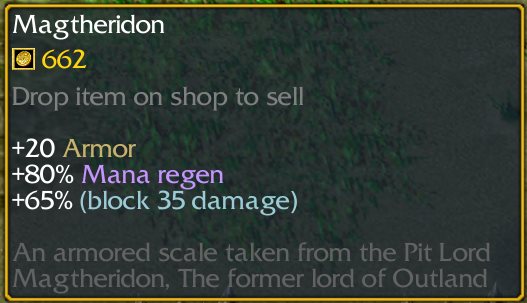 Magtheridon
662
Drop item on shop to sell
+20 Armor
+80% Mana regen
+65% (block 35 damage)
An armored scale taken from the Pit Lord
Magtheridon, The former lord of Outland